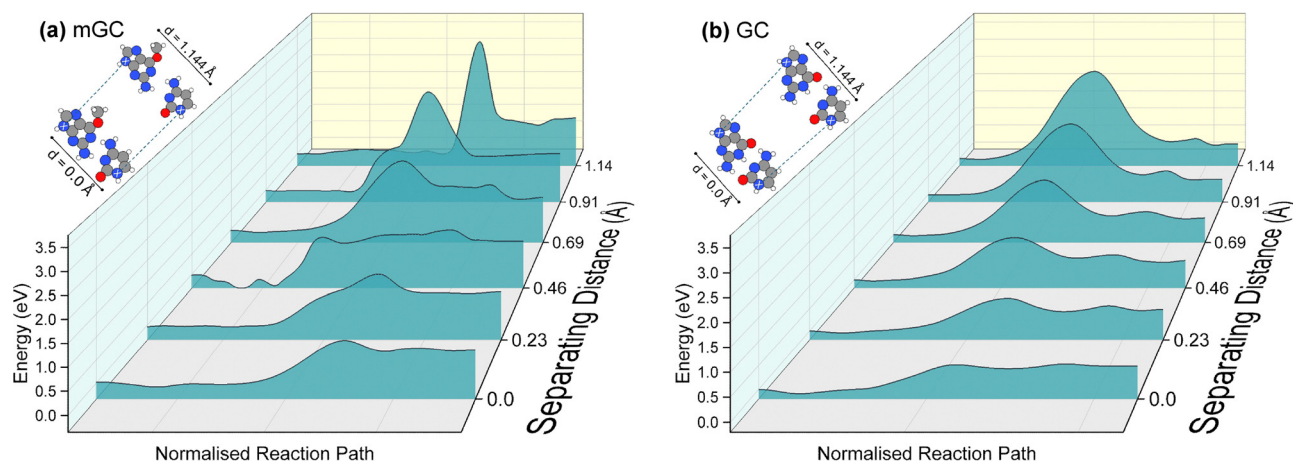 (a) mGC
d = 1.144 Å
d = 0.0 Å
3.5
3.0
2.5
2.0
1.5
1.0
0.5
0.0
Energy (eV)
Normalised Reaction Path
1.14
0.91
0.69
0.46
0.23
0.0
Separating Distance (Å)
(b) GC
d = 1.144 Å
d = 0.0 Å
3.5
3.0
2.5
2.0
1.5
1.0
0.5
0.0
Energy (eV)
Normalised Reaction Path
1.14
0.91
0.69
0.46
0.23
0.0
Separating Distance (Å)